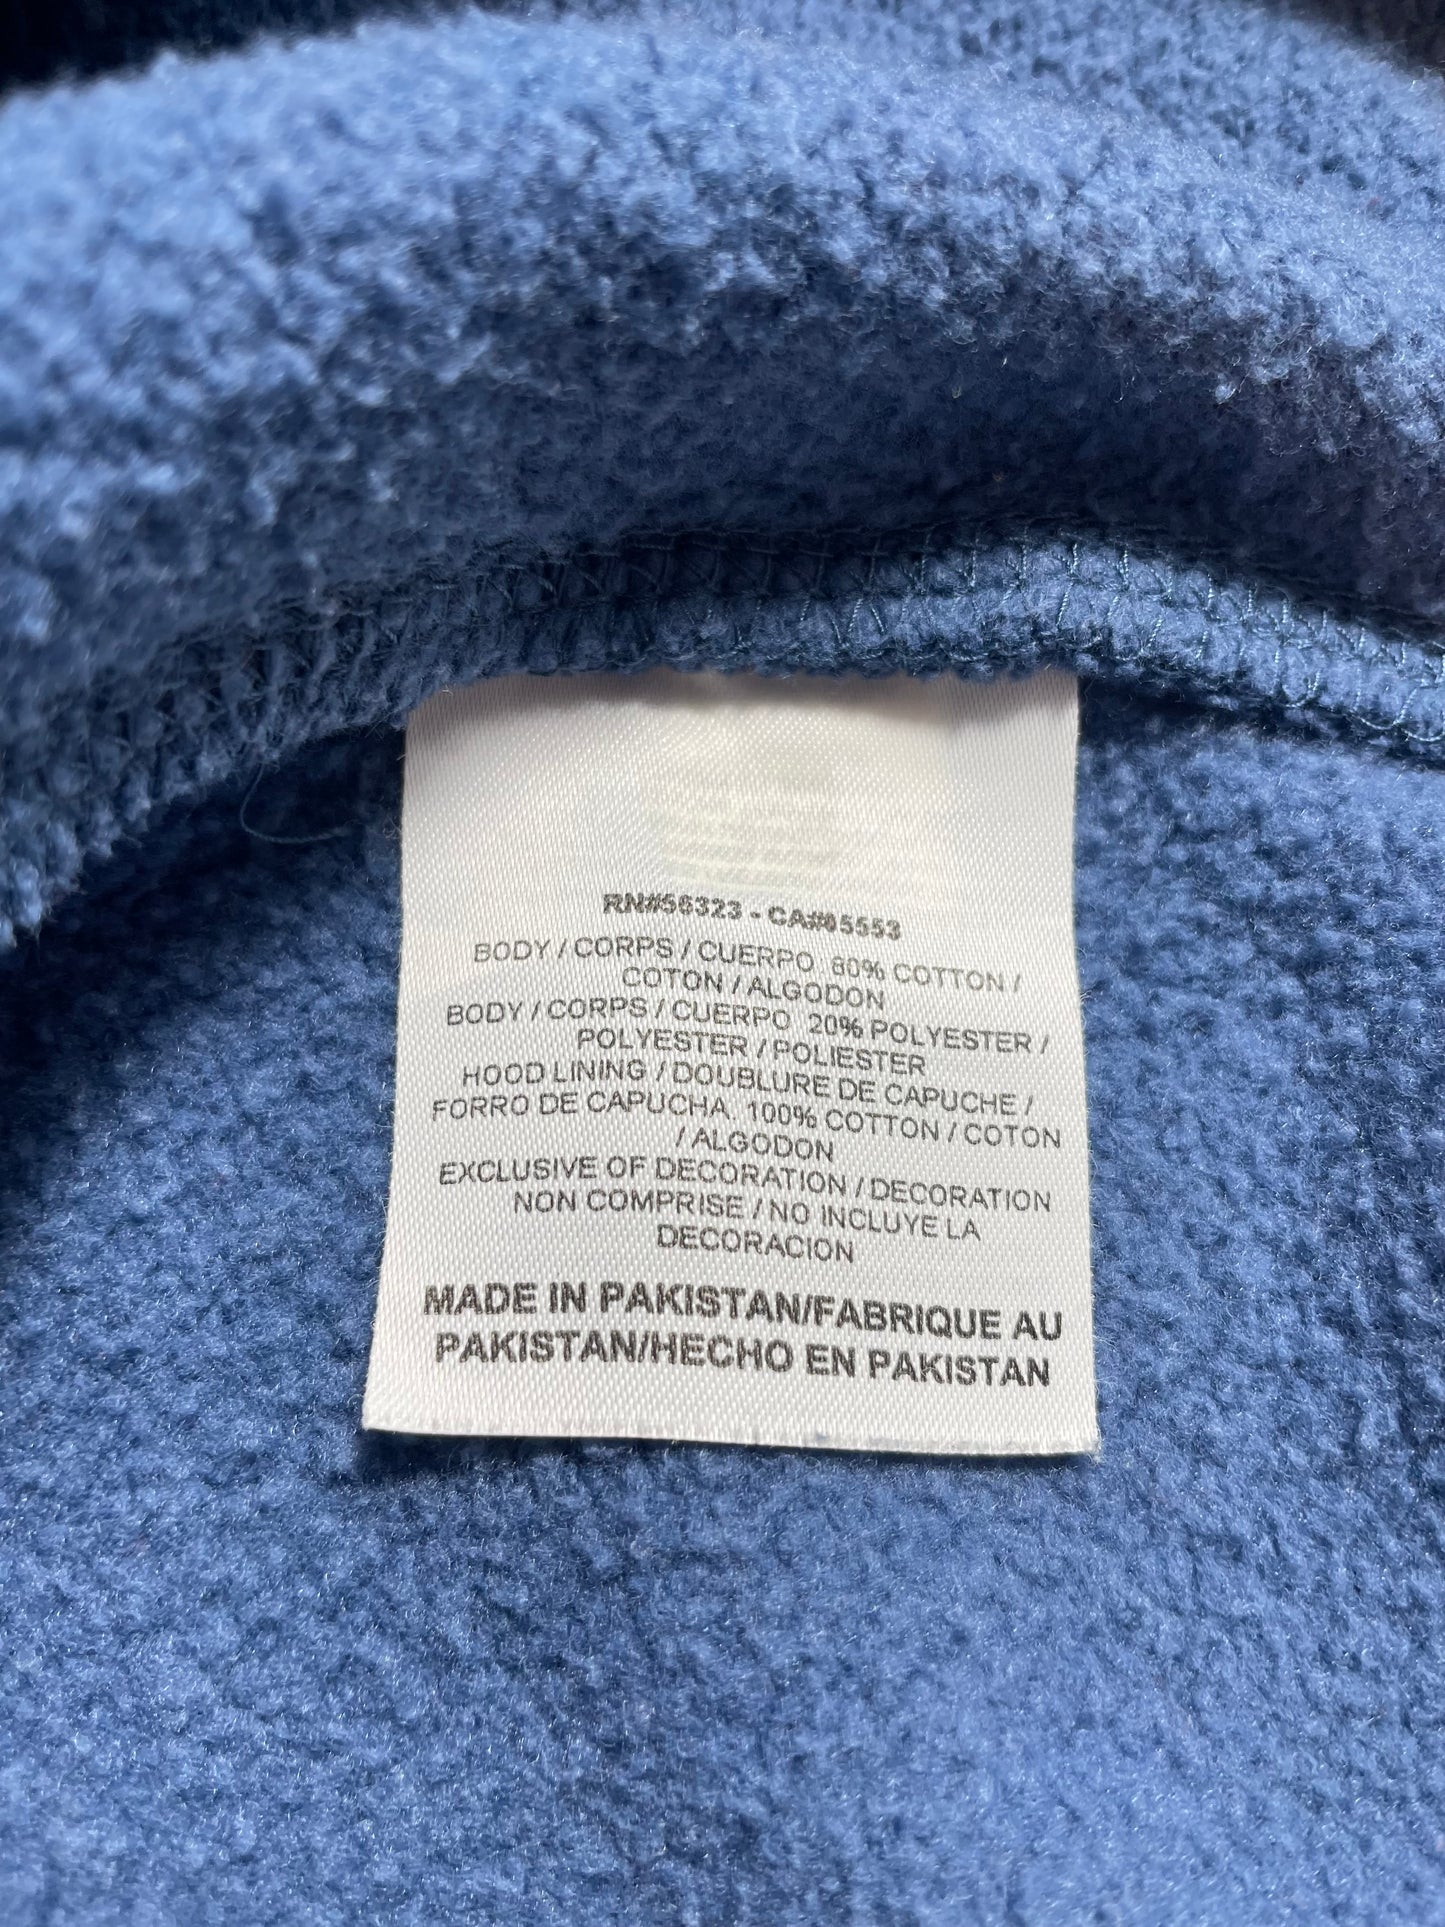 RN#56323 - CA#05553
BODY / CORPS / CUERPO 80% COTTON /
COTON / ALGODON
BODY / CORPS / CUERPO 20% POLYESTER /
POLYESTER / POLIESTER
HOOD LINING / DOUBLURE DE CAPUCHE /
FORRO DE CAPUCHA 100% COTTON / COTON
/ ALGODON
EXCLUSIVE OF DECORATION / DECORATION
NON COMPRISE / NO INCLUYE LA
DECORACION
MADE IN PAKISTAN/FABRIQUE AU
PAKISTAN/HECHO EN PAKISTAN